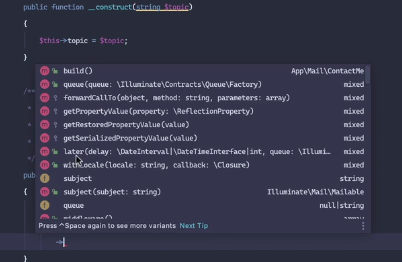 public function __construct(string $topic)
{
$this->topic = $topic;
}
/**
*
*
*
*
*/
pu
{
build() App\Mail\ContactMe
queue(queue: \Illuminate\Contracts\Queue\Factory) mixed
forwardCallTo(object, method: string, parameters: array) mixed
getPropertyValue(property: \ReflectionProperty) mixed
getRestoredPropertyValue(value) mixed
getSerializedPropertyValue(value) mixed
later(delay: \DateInterval|\DateTimeInterface|int, queue: \Illumi… mixed
withLocale(locale: string, callback: \Closure) mixed
subject string
subject(subject: string) Illuminate\Mail\Mailable
queue null|string
middleware() array
Press ^Space again to see more variants Next Tip
->